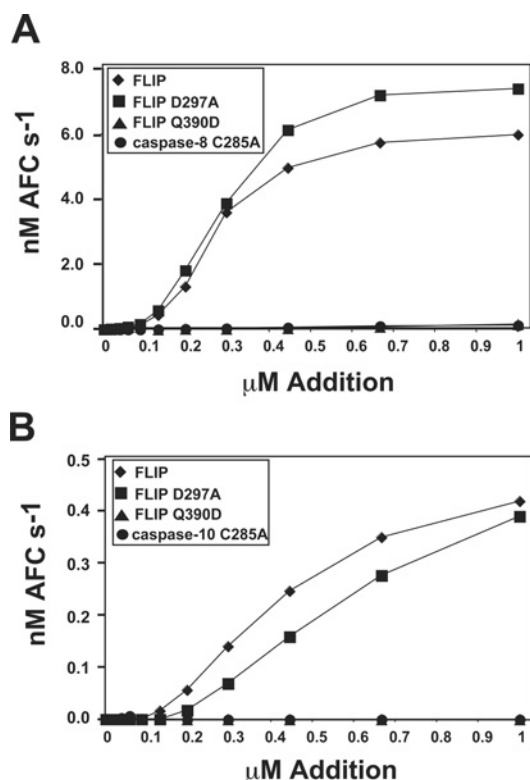 A
nM AFC s-1
8.0
6.0
4.0
2.0
0.0
FLIP
FLIP D297A
FLIP Q390D
caspase-8 C285A
0 0.1 0.2 0.3 0.4 0.5 0.6 0.7 0.8 0.9 1
μM Addition
B
nM AFC s-1
0.5
0.4
0.3
0.2
0.1
0.0
FLIP
FLIP D297A
FLIP Q390D
caspase-10 C285A
0 0.1 0.2 0.3 0.4 0.5 0.6 0.7 0.8 0.9 1
μM Addition